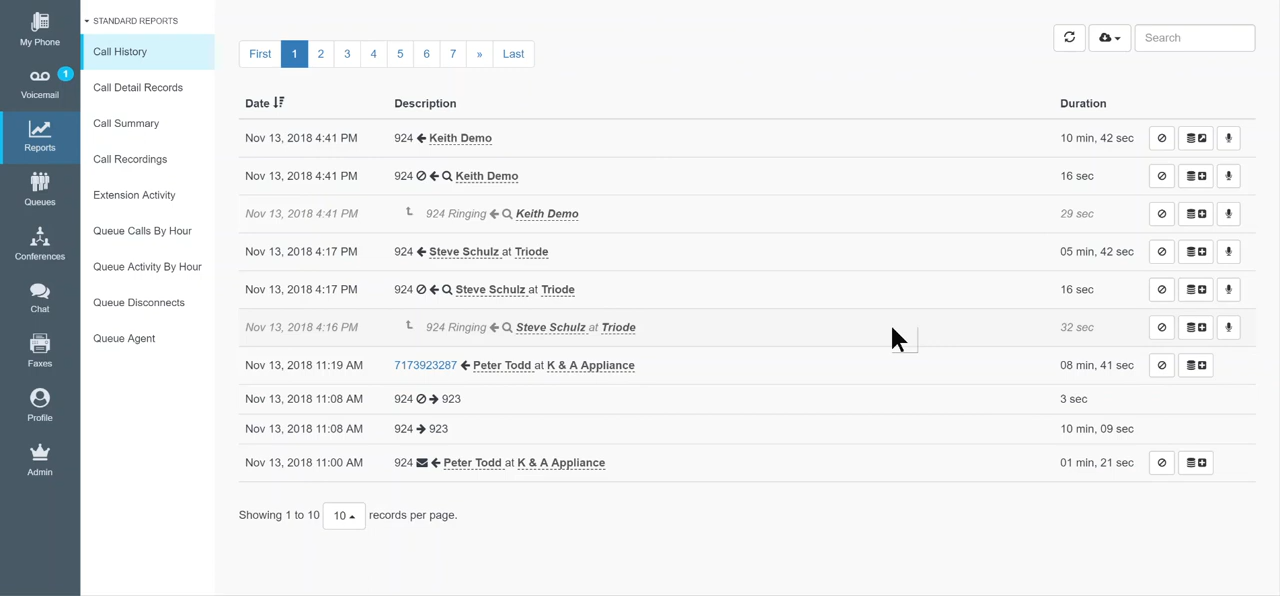 My Phone
1
Voicemail
Reports
Queues
Conferences
Chat
Faxes
Profile
Admin
STANDARD REPORTS
Call History
Call Detail Records
Call Summary
Call Recordings
Extension Activity
Queue Calls By Hour
Queue Activity By Hour
Queue Disconnects
Queue Agent
First 1 2 3 4 5 6 7 » Last
Search
Date Description Duration
Nov 13, 2018 4:41 PM 924 Keith Demo 10 min, 42 sec
Nov 13, 2018 4:41 PM 924 Keith Demo 16 sec
Nov 13, 2018 4:41 PM 924 Ringing Keith Demo 29 sec
Nov 13, 2018 4:17 PM 924 Steve Schulz at Triode 05 min, 42 sec
Nov 13, 2018 4:17 PM 924 Steve Schulz at Triode 16 sec
Nov 13, 2018 4:16 PM 924 Ringing Steve Schulz at Triode 32 sec
Nov 13, 2018 11:19 AM 7173923287 Peter Todd at K & A Appliance 08 min, 41 sec
Nov 13, 2018 11:08 AM 924 923 3 sec
Nov 13, 2018 11:08 AM 924 923 10 min, 09 sec
Nov 13, 2018 11:00 AM 924 Peter Todd at K & A Appliance 01 min, 21 sec
Showing 1 to 10 10 records per page.